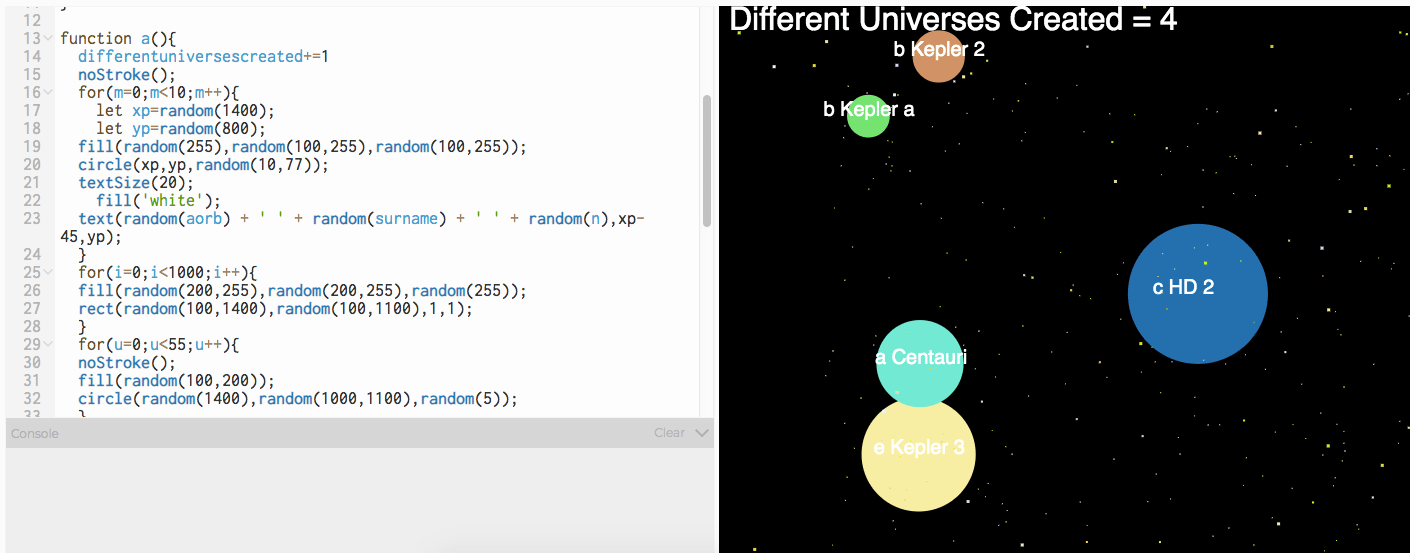 12
13 function a(){
14 differentuniversescreated+=1
15 noStroke();
16 for(m=0;m<10;m++){
17 let xp=random(1400);
18 let yp=random(800);
19 fill(random(255),random(100,255),random(100,255));
20 circle(xp,yp,random(10,77));
21 textSize(20);
22 fill('white');
23 text(random(aorb) + ' ' + random(surname) + ' ' + random(n),xp-
45,yp);
24 }
25 for(i=0;i<1000;i++){
26 fill(random(200,255),random(200,255),random(255));
27 rect(random(100,1400),random(100,1100),1,1);
28 }
29 for(u=0;u<55;u++){
30 noStroke();
31 fill(random(100,200));
32 circle(random(1400),random(1000,1100),random(5));
33 }
Console
Clear
Different Universes Created = 4
b Kepler 2
b Kepler a
c HD 2
a Centauri
e Kepler 3